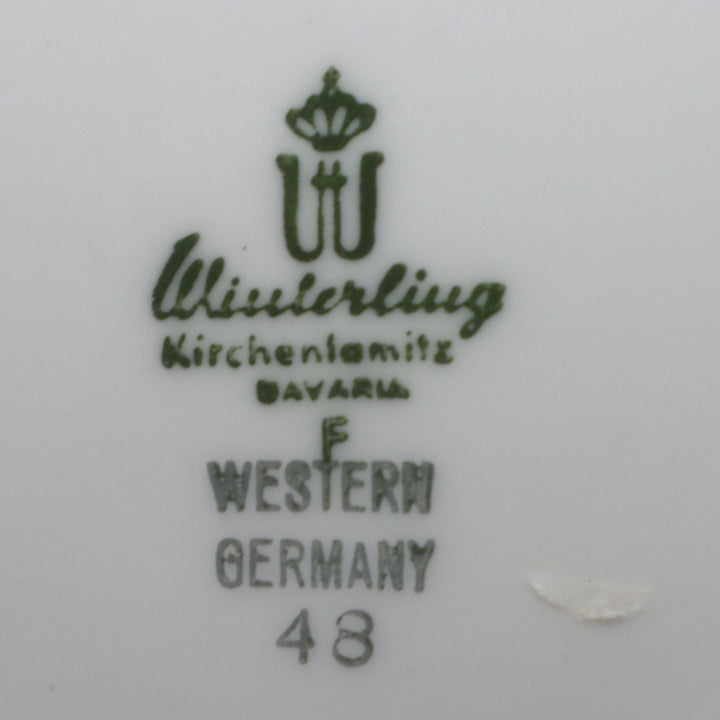 W
Winterling
Kirchenlamitz
BAVARIA
F
WESTERN
GERMANY
48